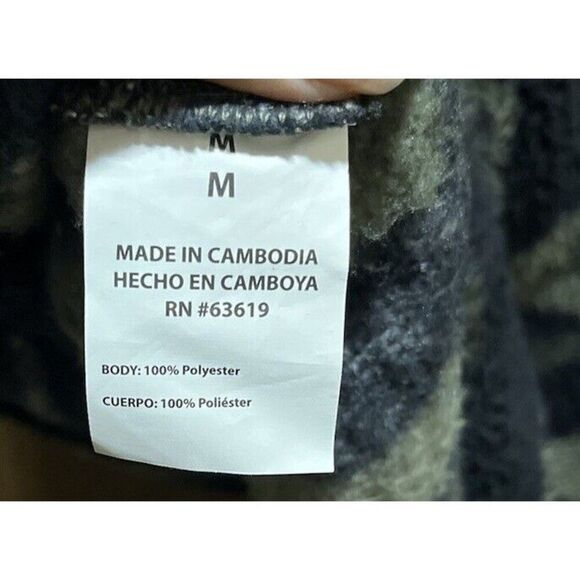 M
M
MADE IN CAMBODIA
HECHO EN CAMBOYA
RN #63619
BODY: 100% Polyester
CUERPO: 100% Poliéster